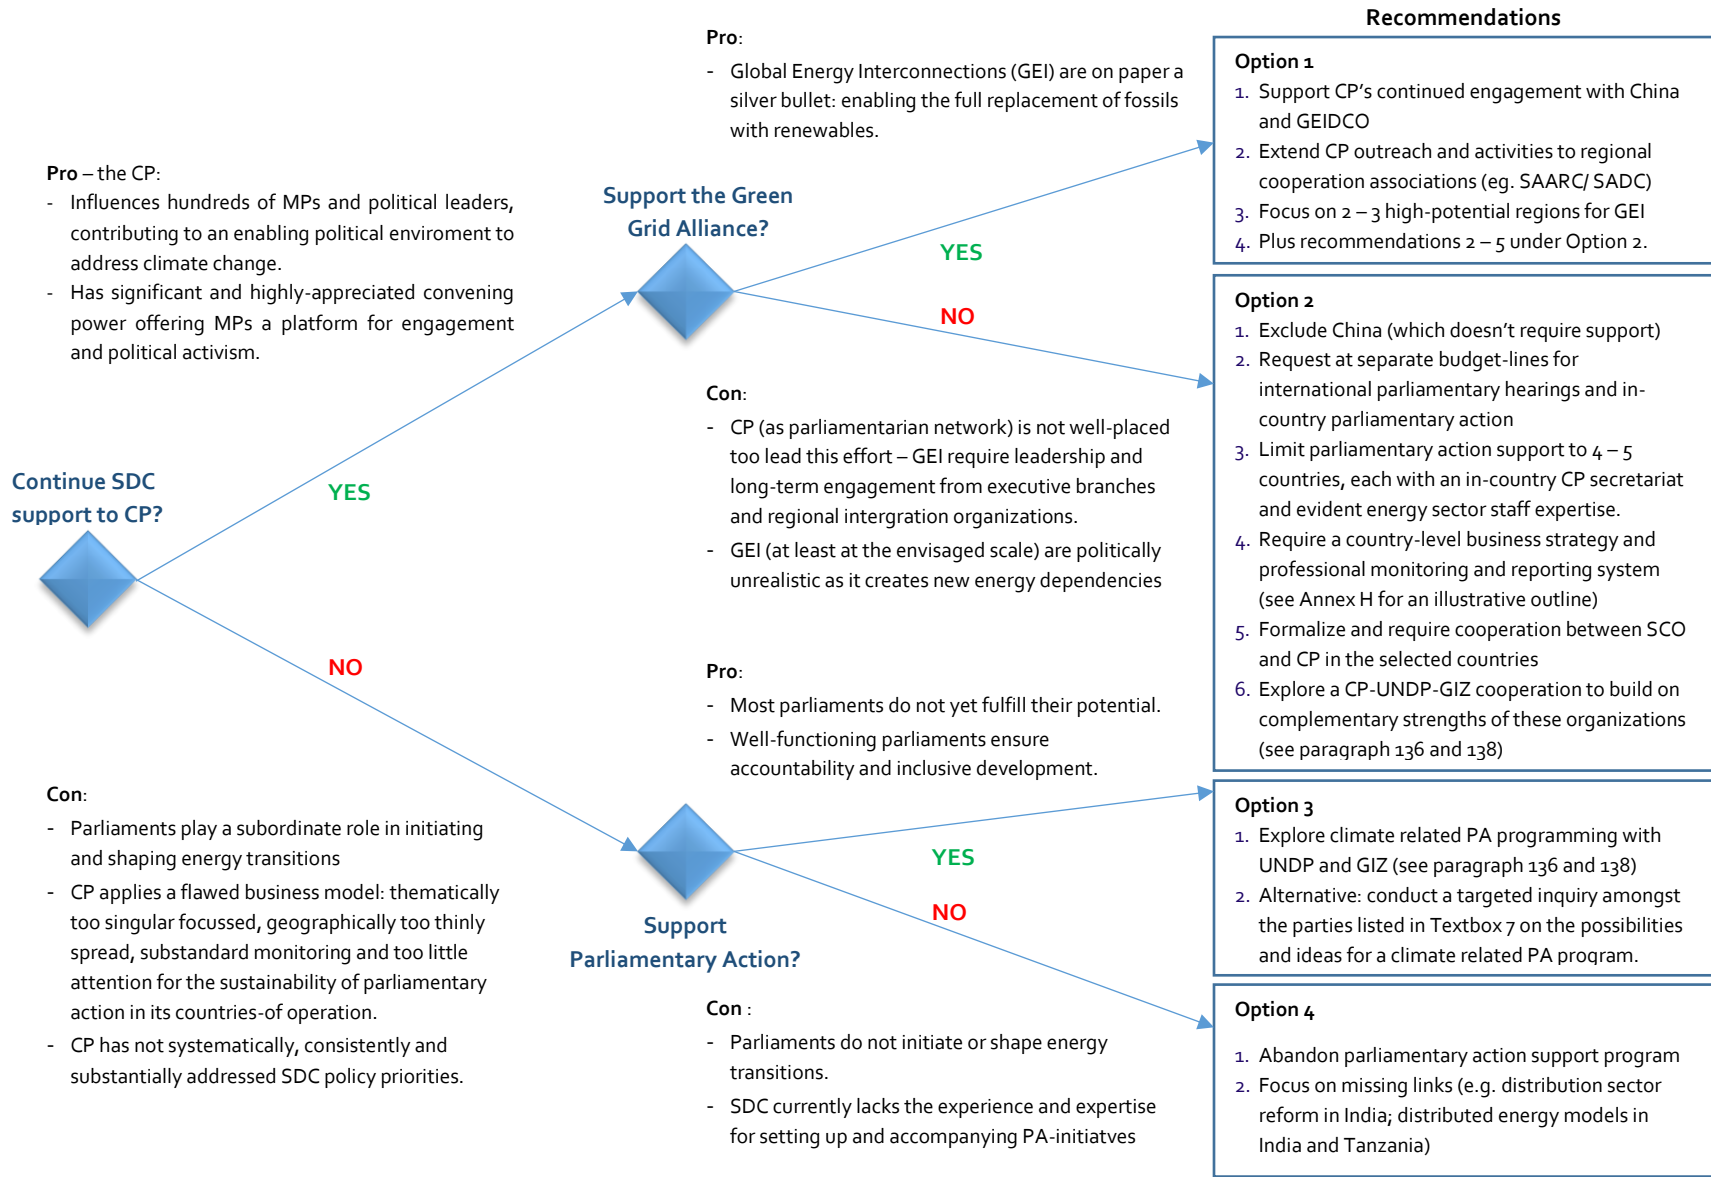 Recommendations
Pro – the CP:
- Influences hundreds of MPs and political leaders,
contributing to an enabling political enviroment to
address climate change.
- Has significant and highly-appreciated convening
power offering MPs a platform for engagement
and political activism.
Continue SDC
support to CP?
YES
NO
Con:
- Parliaments play a subordinate role in initiating
and shaping energy transitions
- CP applies a flawed business model: thematically
too singular focussed, geographically too thinly
spread, substandard monitoring and too little
attention for the sustainability of parliamentary
action in its countries-of operation.
- CP has not systematically, consistently and
substantially addressed SDC policy priorities.
Pro:
- Global Energy Interconnections (GEI) are on paper a
silver bullet: enabling the full replacement of fossils
with renewables.
Support the Green
Grid Alliance?
YES
NO
Con:
- CP (as parliamentarian network) is not well-placed
too lead this effort – GEI require leadership and
long-term engagement from executive branches
and regional intergration organizations.
- GEI (at least at the envisaged scale) are politically
unrealistic as it creates new energy dependencies
Pro:
- Most parliaments do not yet fulfill their potential.
- Well-functioning parliaments ensure
accountability and inclusive development.
YES
NO
Support
Parliamentary Action?
Con :
- Parliaments do not initiate or shape energy
transitions.
- SDC currently lacks the experience and expertise
for setting up and accompanying PA-initiatves
Option 1
1. Support CP's continued engagement with China
and GEIDCO
2. Extend CP outreach and activities to regional
cooperation associations (eg. SAARC/ SADC)
3. Focus on 2 – 3 high-potential regions for GEI
4. Plus recommendations 2 – 5 under Option 2.
Option 2
1. Exclude China (which doesn't require support)
2. Request at separate budget-lines for
international parliamentary hearings and in-
country parliamentary action
3. Limit parliamentary action support to 4 – 5
countries, each with an in-country CP secretariat
and evident energy sector staff expertise.
4. Require a country-level business strategy and
professional monitoring and reporting system
(see Annex H for an illustrative outline)
5. Formalize and require cooperation between SCO
and CP in the selected countries
6. Explore a CP-UNDP-GIZ cooperation to build on
complementary strengths of these organizations
(see paragraph 136 and 138)
Option 3
1. Explore climate related PA programming with
UNDP and GIZ (see paragraph 136 and 138)
2. Alternative: conduct a targeted inquiry amongst
the parties listed in Textbox 7 on the possibilities
and ideas for a climate related PA program.
Option 4
1. Abandon parliamentary action support program
2. Focus on missing links (e.g. distribution sector
reform in India; distributed energy models in
India and Tanzania)